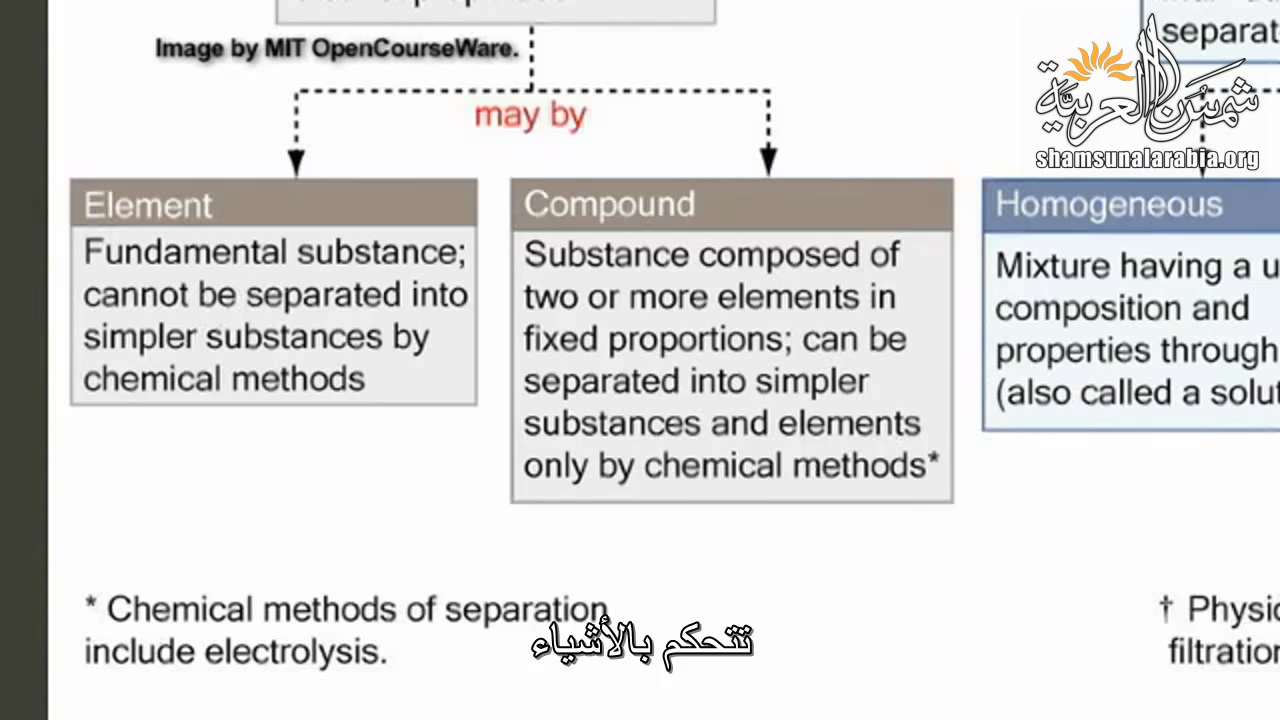 Image by MIT OpenCourseWare.
separat
شمس العربية
shamsunalarabia.org
may by
Element
Fundamental substance;
cannot be separated into
simpler substances by
chemical methods
Compound
Substance composed of
two or more elements in
fixed proportions; can be
separated into simpler
substances and elements
only by chemical methods*
Homogeneous
Mixture having a u
composition and
properties through
(also called a solut
* Chemical methods of separation
include electrolysis.
† Physic
filtration
تتحكم بالأشياء